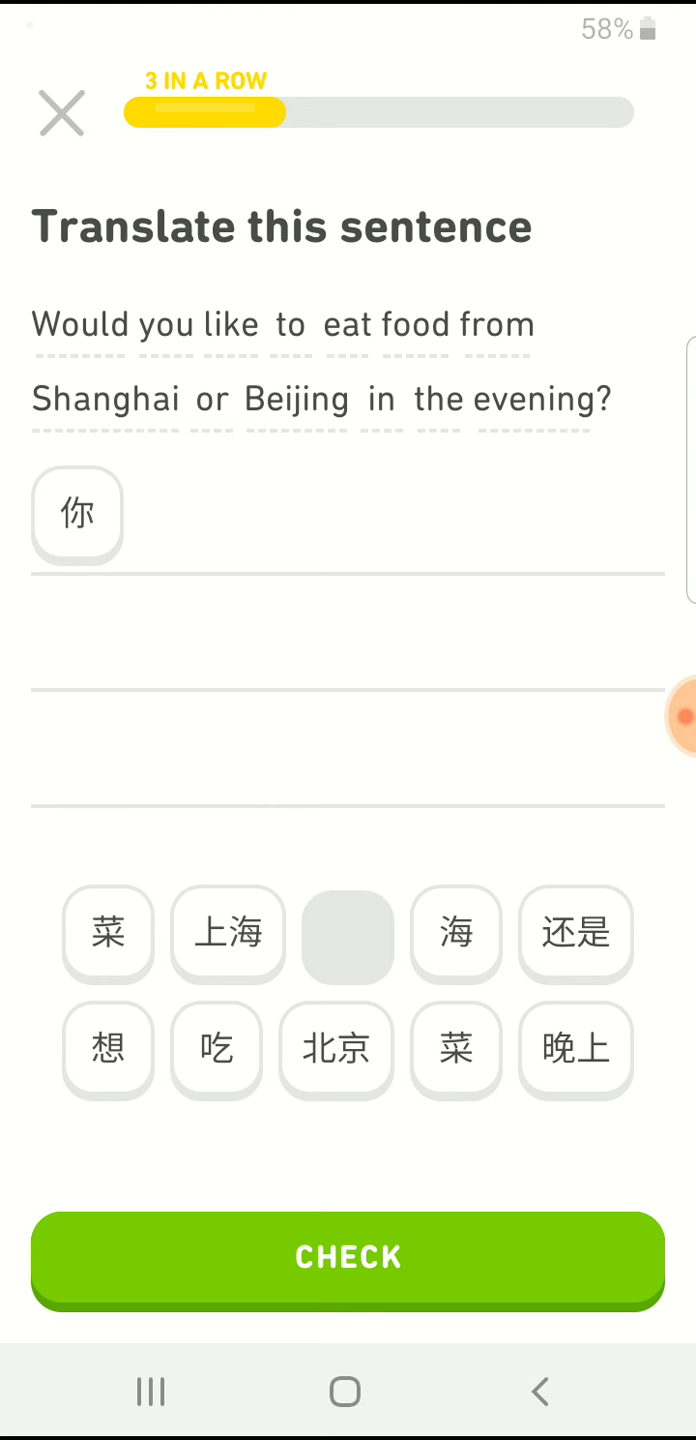 58%
3 IN A ROW
Translate this sentence
Would you like to eat food from
Shanghai or Beijing in the evening?
你
菜 上海 海 还是
想 吃 北京 菜 晚上
CHECK